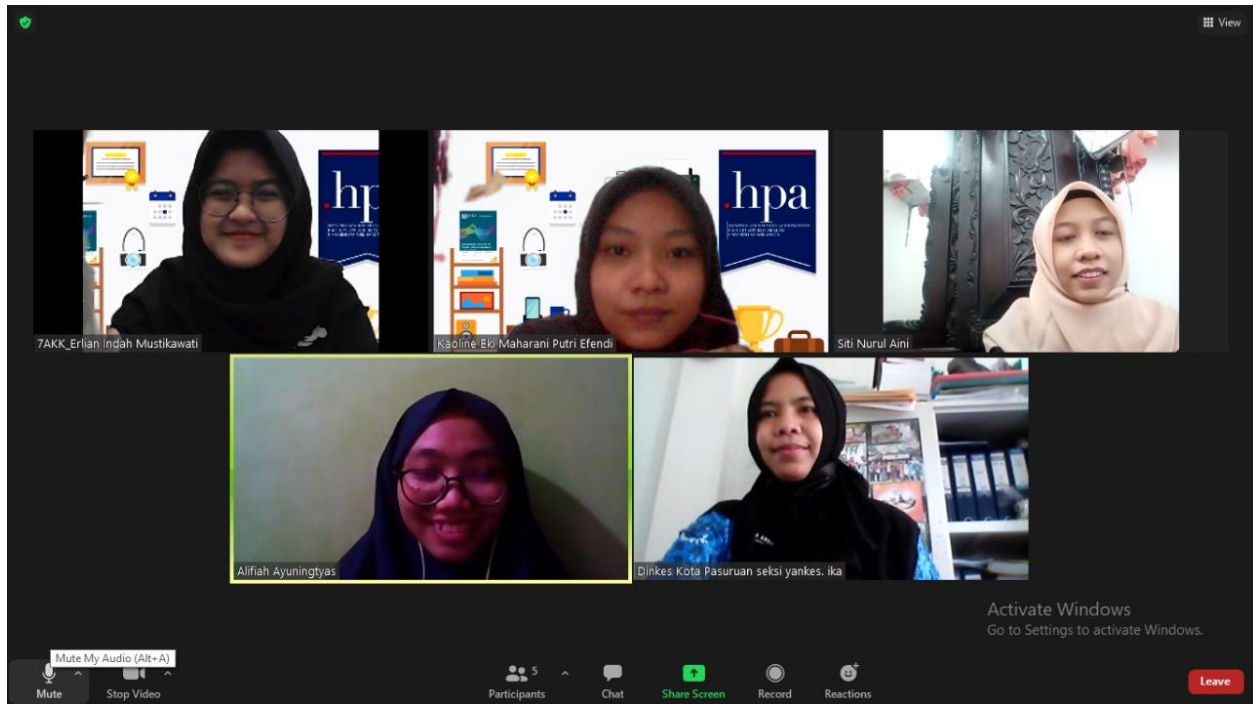 View
.hp
.hpa
7AKK_Erlian Indah Mustikawati
Kaoline Eki Maharani Putri Efendi
Siti Nurul Aini
Alifiah Ayuningtyas
Dinkes Kota Pasuruan seksi yankes. ika
Activate Windows
Go to Settings to activate Windows.
Mute My Audio (Alt+A)
5
Mute
Stop Video
Participants
Chat
Share Screen
Record
Reactions
Leave